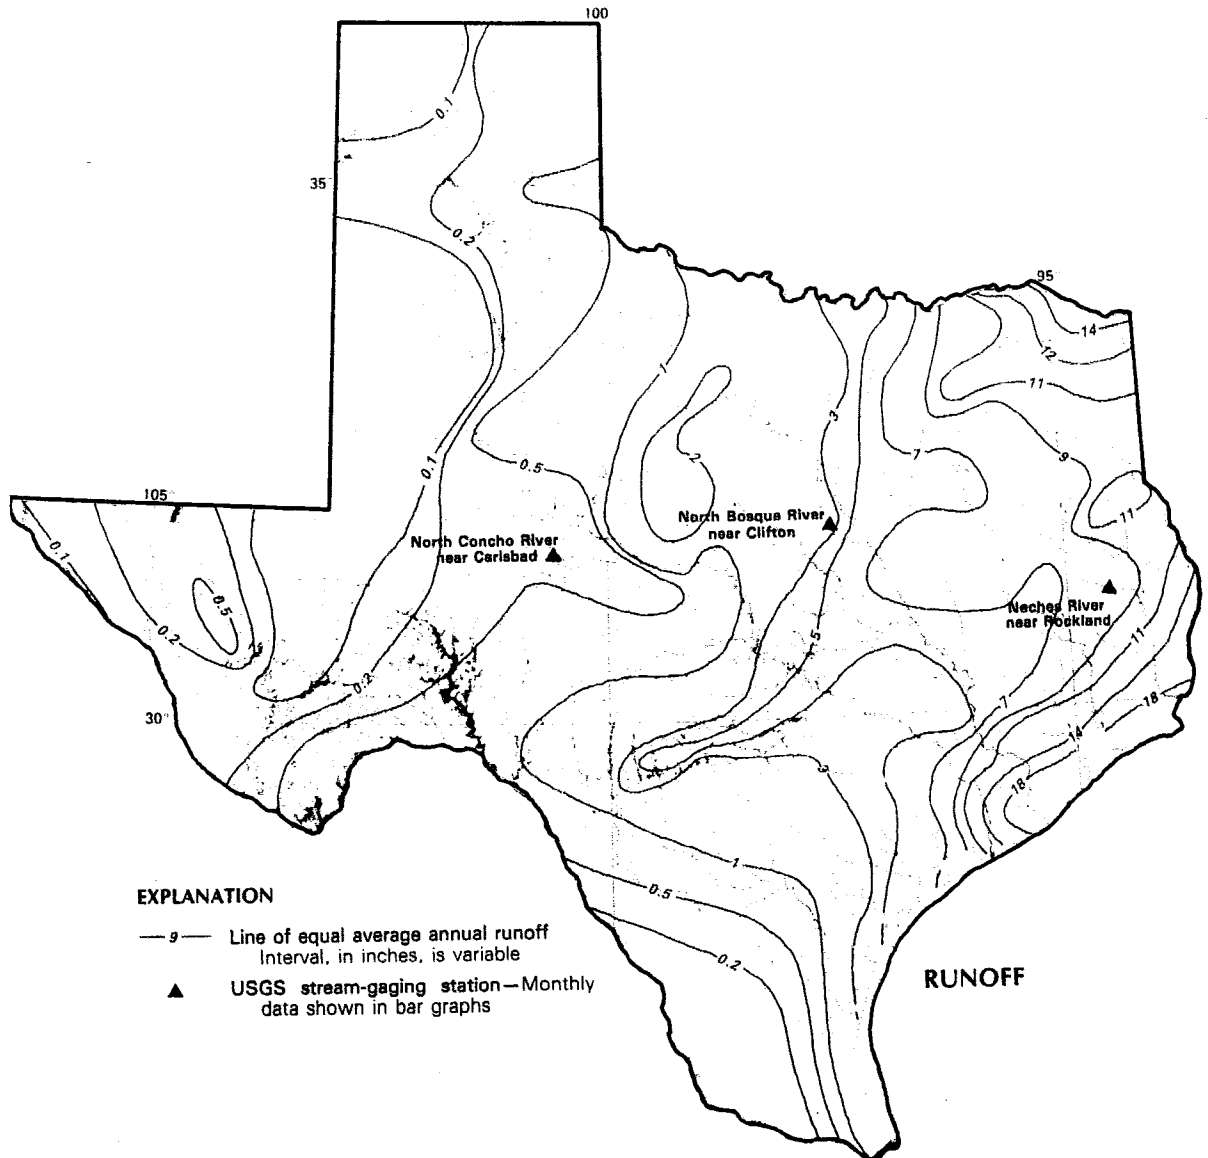 100
0.1
35°
0.2
95
14
12
11
1
3
7
9
2
0.1
0.5
105°
11
North Bosque River
near Clifton
North Concho River
near Carlsbad
0.1
0.5
0.2
Neches River
near Rockland
5
11
0.2
7
18
30°
14
18
1
0.5
0.2
EXPLANATION
9 Line of equal average annual runoff
Interval, in inches, is variable
USGS stream-gaging station—Monthly
data shown in bar graphs
RUNOFF